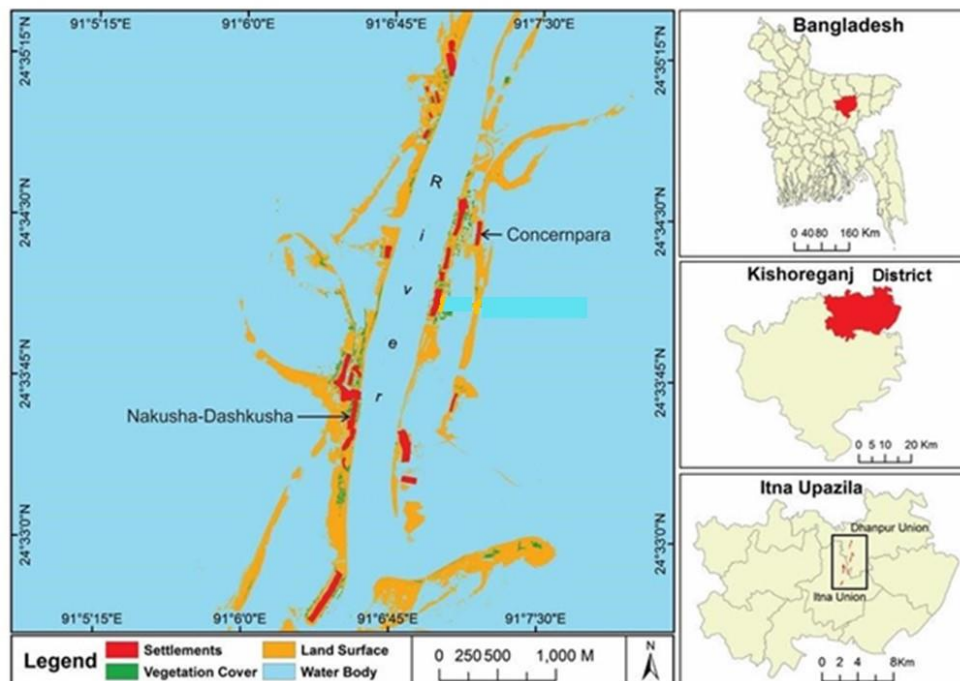 91°5'15"E 91°6'0"E 91°6'45"E 91°7'30"E
24°35'15"N
24°34'30"N
24°33'45"N
24°33'0"N
24°35'15"N
24°34'30"N
24°33'45"N
24°33'0"N
River
Concernpara
Nakusha-Dashkusha
91°5'15"E 91°6'0"E 91°6'45"E 91°7'30"E
Legend
Settlements
Land Surface
Vegetation Cover
Water Body
0 250 500 1,000 M
N
Bangladesh
0 40 80 160 Km
Kishoreganj District
0 5 10 20 Km
Itna Upazila
Dhanpur Union
Itna Union
0 2 4 8Km